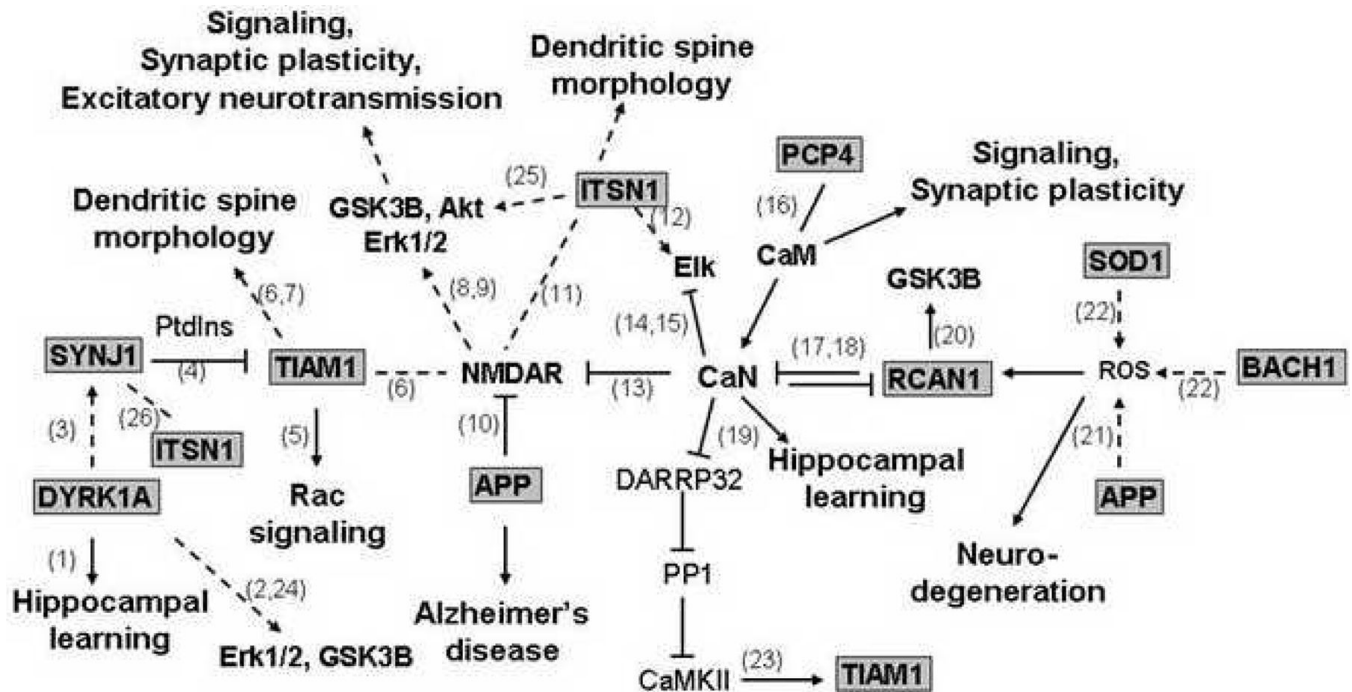 Signaling,
Synaptic plasticity,
Excitatory neurotransmission
Dendritic spine
morphology
PCP4
Signaling,
Synaptic plasticity
(25)
ITSN1
(16)
Dendritic spine
morphology
GSK3B, Akt
Erk1/2
(12)
Elk
CaM
GSK3B
SOD1
(6,7)
(8,9)
(11)
(14,15)
(17,18)
(20)
(22)
PtdIns
SYNJ1
(4)
TIAM1
(6)
NMDAR
(13)
CaN
RCAN1
ROS
(22)
BACH1
(3)
(26)
ITSN1
(5)
(10)
(19)
(21)
DYRK1A
Rac
signaling
APP
DARRP32
Hippocampal
learning
APP
(1)
(2,24)
Hippocampal
learning
Erk1/2, GSK3B
Alzheimer's
disease
PP1
Neuro-
degeneration
CaMKII
(23)
TIAM1